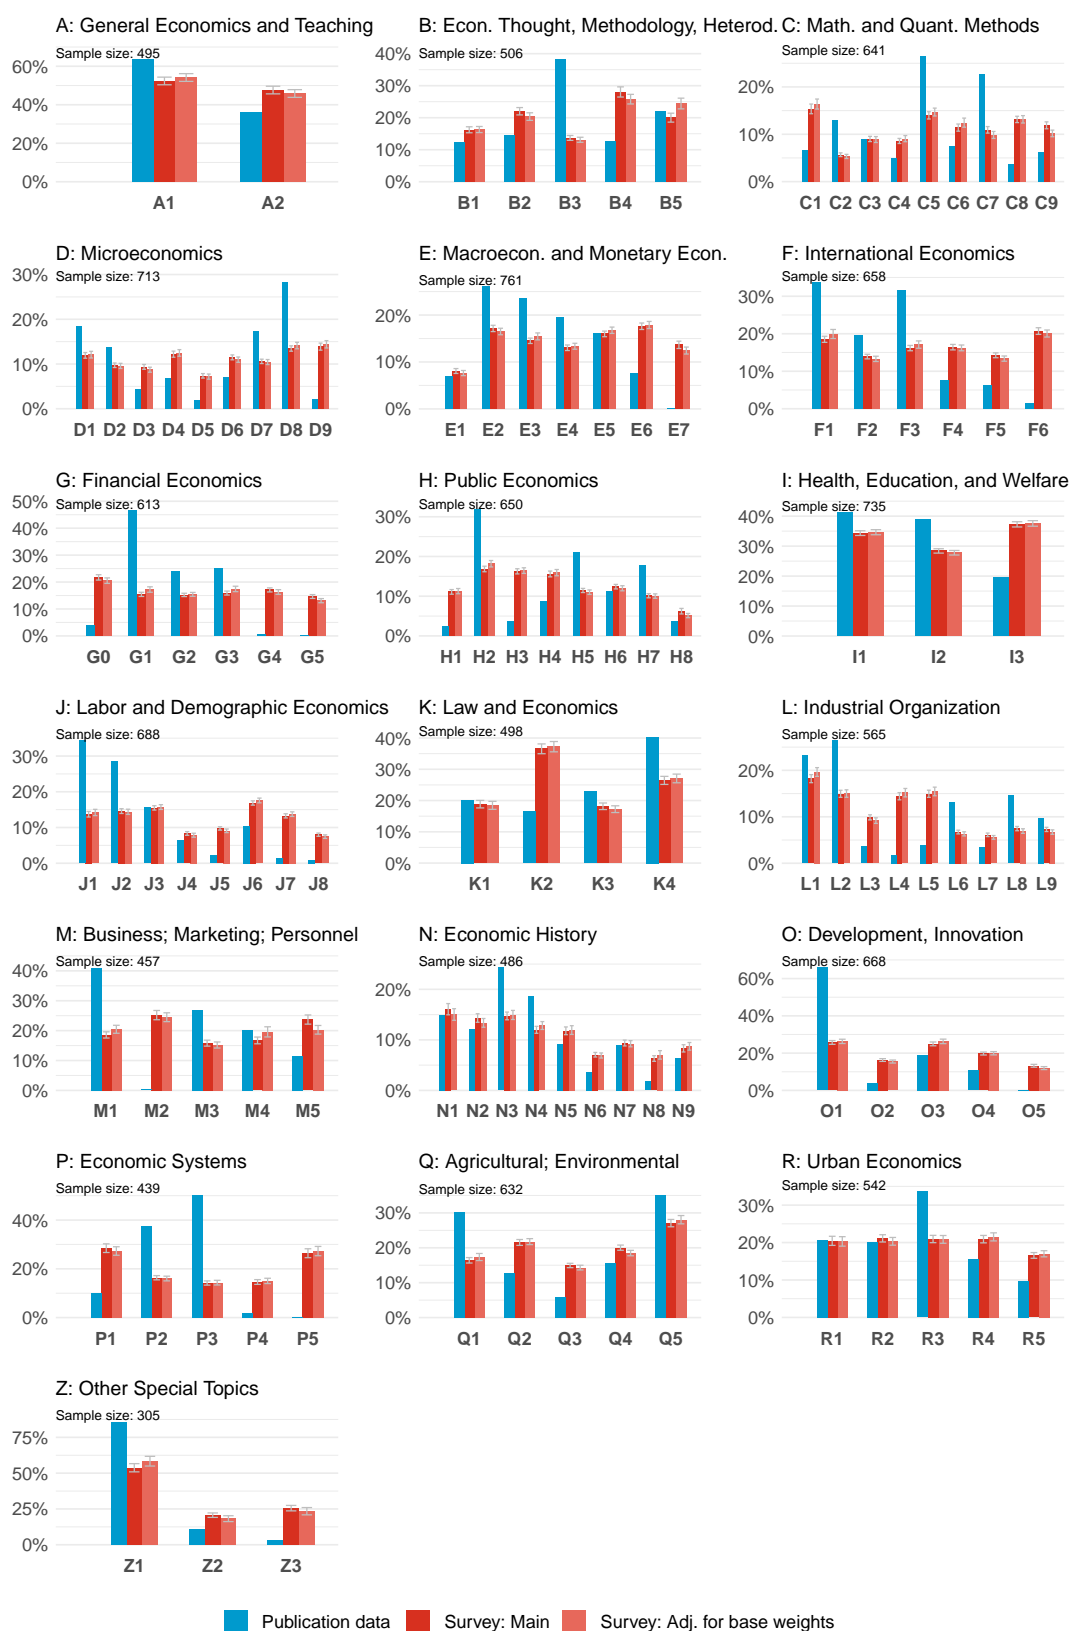 A: General Economics and Teaching
Sample size: 495
60%
40%
20%
0%
A1 A2
B: Econ. Thought, Methodology, Heterod.
Sample size: 506
40%
30%
20%
10%
0%
B1 B2 B3 B4 B5
C: Math. and Quant. Methods
Sample size: 641
20%
10%
0%
C1 C2 C3 C4 C5 C6 C7 C8 C9
D: Microeconomics
Sample size: 713
30%
20%
10%
0%
D1 D2 D3 D4 D5 D6 D7 D8 D9
E: Macroecon. and Monetary Econ.
Sample size: 761
20%
10%
0%
E1 E2 E3 E4 E5 E6 E7
F: International Economics
Sample size: 658
30%
20%
10%
0%
F1 F2 F3 F4 F5 F6
G: Financial Economics
Sample size: 613
50%
40%
30%
20%
10%
0%
G0 G1 G2 G3 G4 G5
H: Public Economics
Sample size: 650
30%
20%
10%
0%
H1 H2 H3 H4 H5 H6 H7 H8
I: Health, Education, and Welfare
Sample size: 735
40%
30%
20%
10%
0%
I1 I2 I3
J: Labor and Demographic Economics
Sample size: 688
30%
20%
10%
0%
J1 J2 J3 J4 J5 J6 J7 J8
K: Law and Economics
Sample size: 498
40%
30%
20%
10%
0%
K1 K2 K3 K4
L: Industrial Organization
Sample size: 565
20%
10%
0%
L1 L2 L3 L4 L5 L6 L7 L8 L9
M: Business; Marketing; Personnel
Sample size: 457
40%
30%
20%
10%
0%
M1 M2 M3 M4 M5
N: Economic History
Sample size: 486
20%
10%
0%
N1 N2 N3 N4 N5 N6 N7 N8 N9
O: Development, Innovation
Sample size: 668
60%
40%
20%
0%
O1 O2 O3 O4 O5
P: Economic Systems
Sample size: 439
40%
20%
0%
P1 P2 P3 P4 P5
Q: Agricultural; Environmental
Sample size: 632
30%
20%
10%
0%
Q1 Q2 Q3 Q4 Q5
R: Urban Economics
Sample size: 542
30%
20%
10%
0%
R1 R2 R3 R4 R5
Z: Other Special Topics
Sample size: 305
75%
50%
25%
0%
Z1 Z2 Z3
Publication data Survey: Main Survey: Adj. for base weights